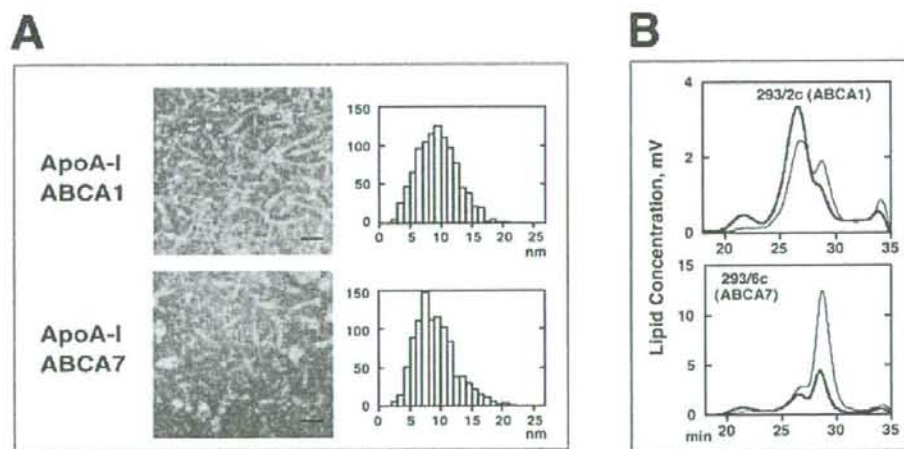 A
ApoA-I
ABCA1
150
100
50
0
0 5 10 15 20 25
nm
ApoA-I
ABCA7
150
100
50
0
0 5 10 15 20 25
nm
B
Lipid Concentration, mV
293/2c (ABCA1)
4
2
0
20 25 30 35
293/6c
(ABCA7)
15
10
5
0
min 20 25 30 35